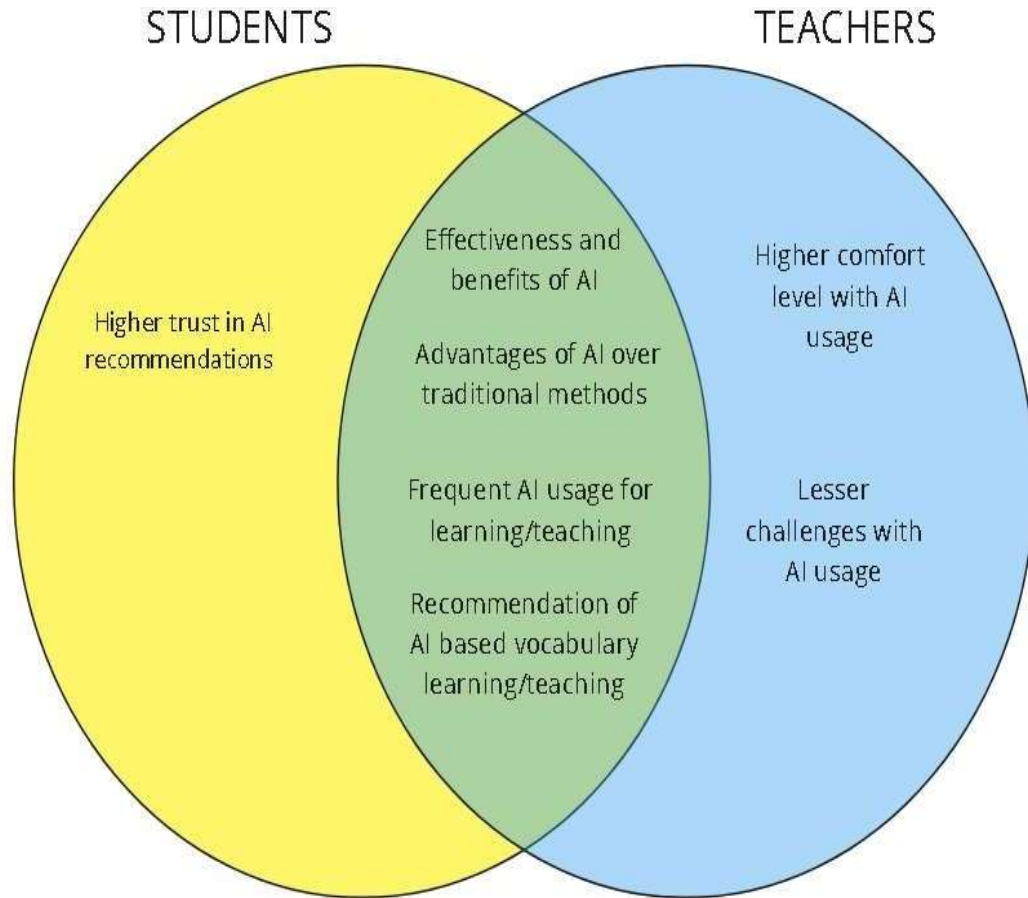 STUDENTS
TEACHERS
Higher trust in AI
recommendations
Effectiveness and
benefits of AI
Advantages of AI over
traditional methods
Frequent AI usage for
learning/teaching
Recommendation of
AI based vocabulary
learning/teaching
Higher comfort
level with AI
usage
Lesser
challenges with
AI usage